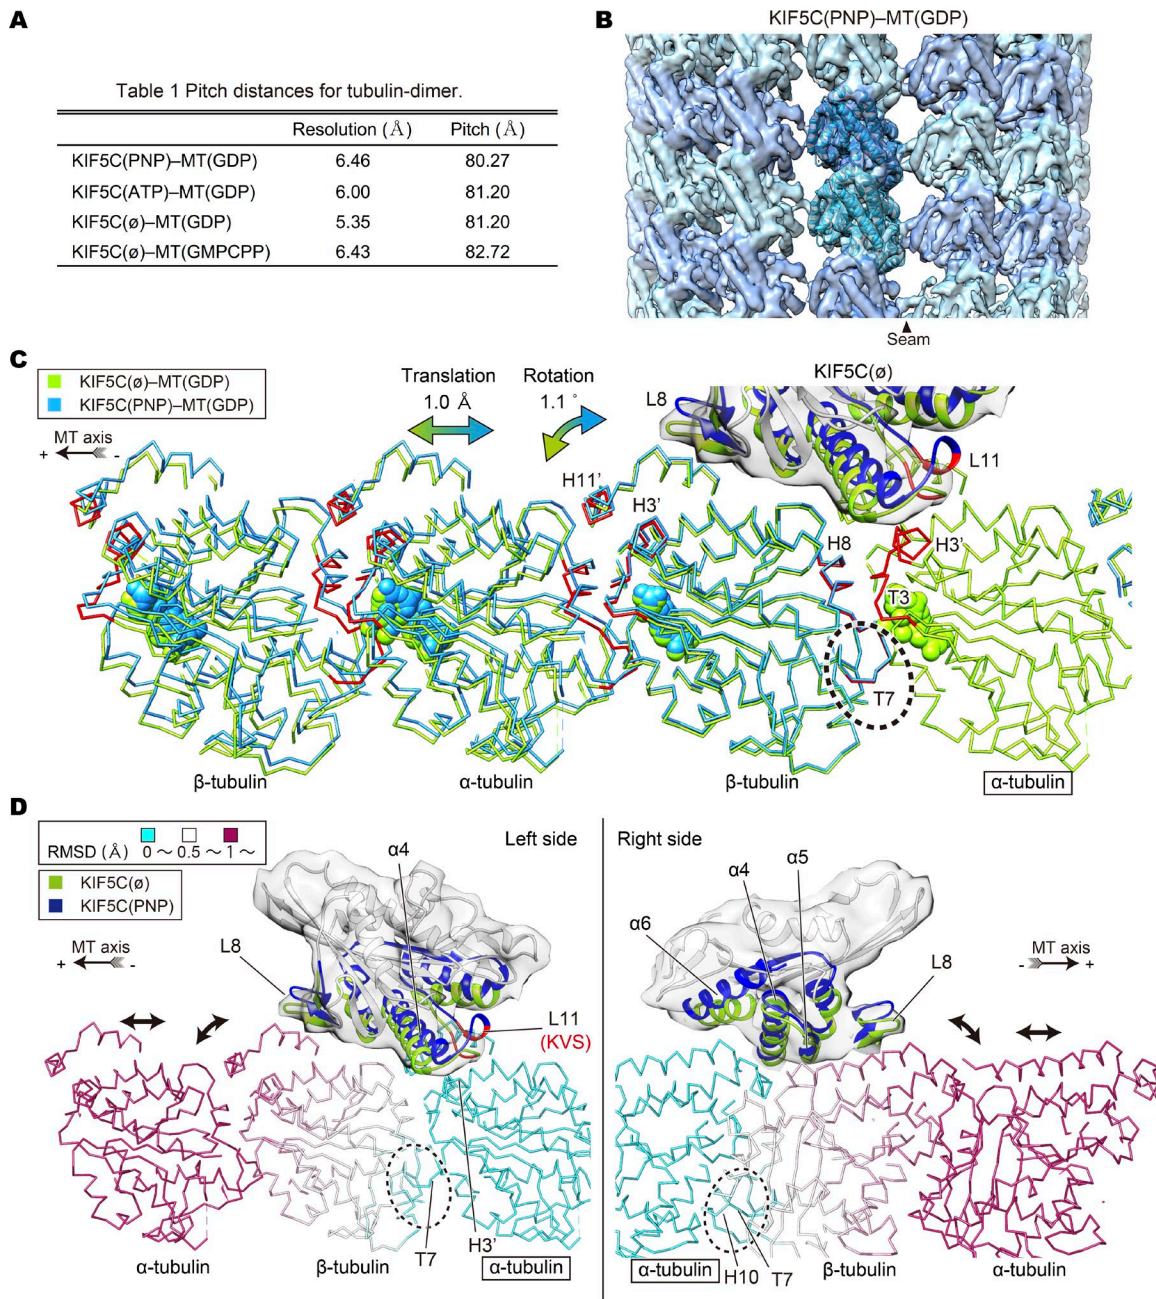 A
Table 1 Pitch distances for tubulin-dimer.
Resolution (Å) Pitch (Å)
KIF5C(PNP)–MT(GDP) 6.46 80.27
KIF5C(ATP)–MT(GDP) 6.00 81.20
KIF5C(ø)–MT(GDP) 5.35 81.20
KIF5C(ø)–MT(GMPCPP) 6.43 82.72
B
KIF5C(PNP)–MT(GDP)
Seam
C
KIF5C(ø)–MT(GDP)
KIF5C(PNP)–MT(GDP)
MT axis
+ -
Translation
1.0 Å
Rotation
1.1 °
KIF5C(ø)
L8
L11
H11'
H3'
H8
H3'
T3
T7
β-tubulin
α-tubulin
β-tubulin
α-tubulin
D
RMSD (Å) 0 ~ 0.5 ~ 1 ~
KIF5C(ø)
KIF5C(PNP)
MT axis
+ -
Left side
α4
L8
L11
(KVS)
T7
H3'
α-tubulin
β-tubulin
α-tubulin
Right side
α5
α4
α6
L8
MT axis
- +
α-tubulin
H10
T7
β-tubulin
α-tubulin